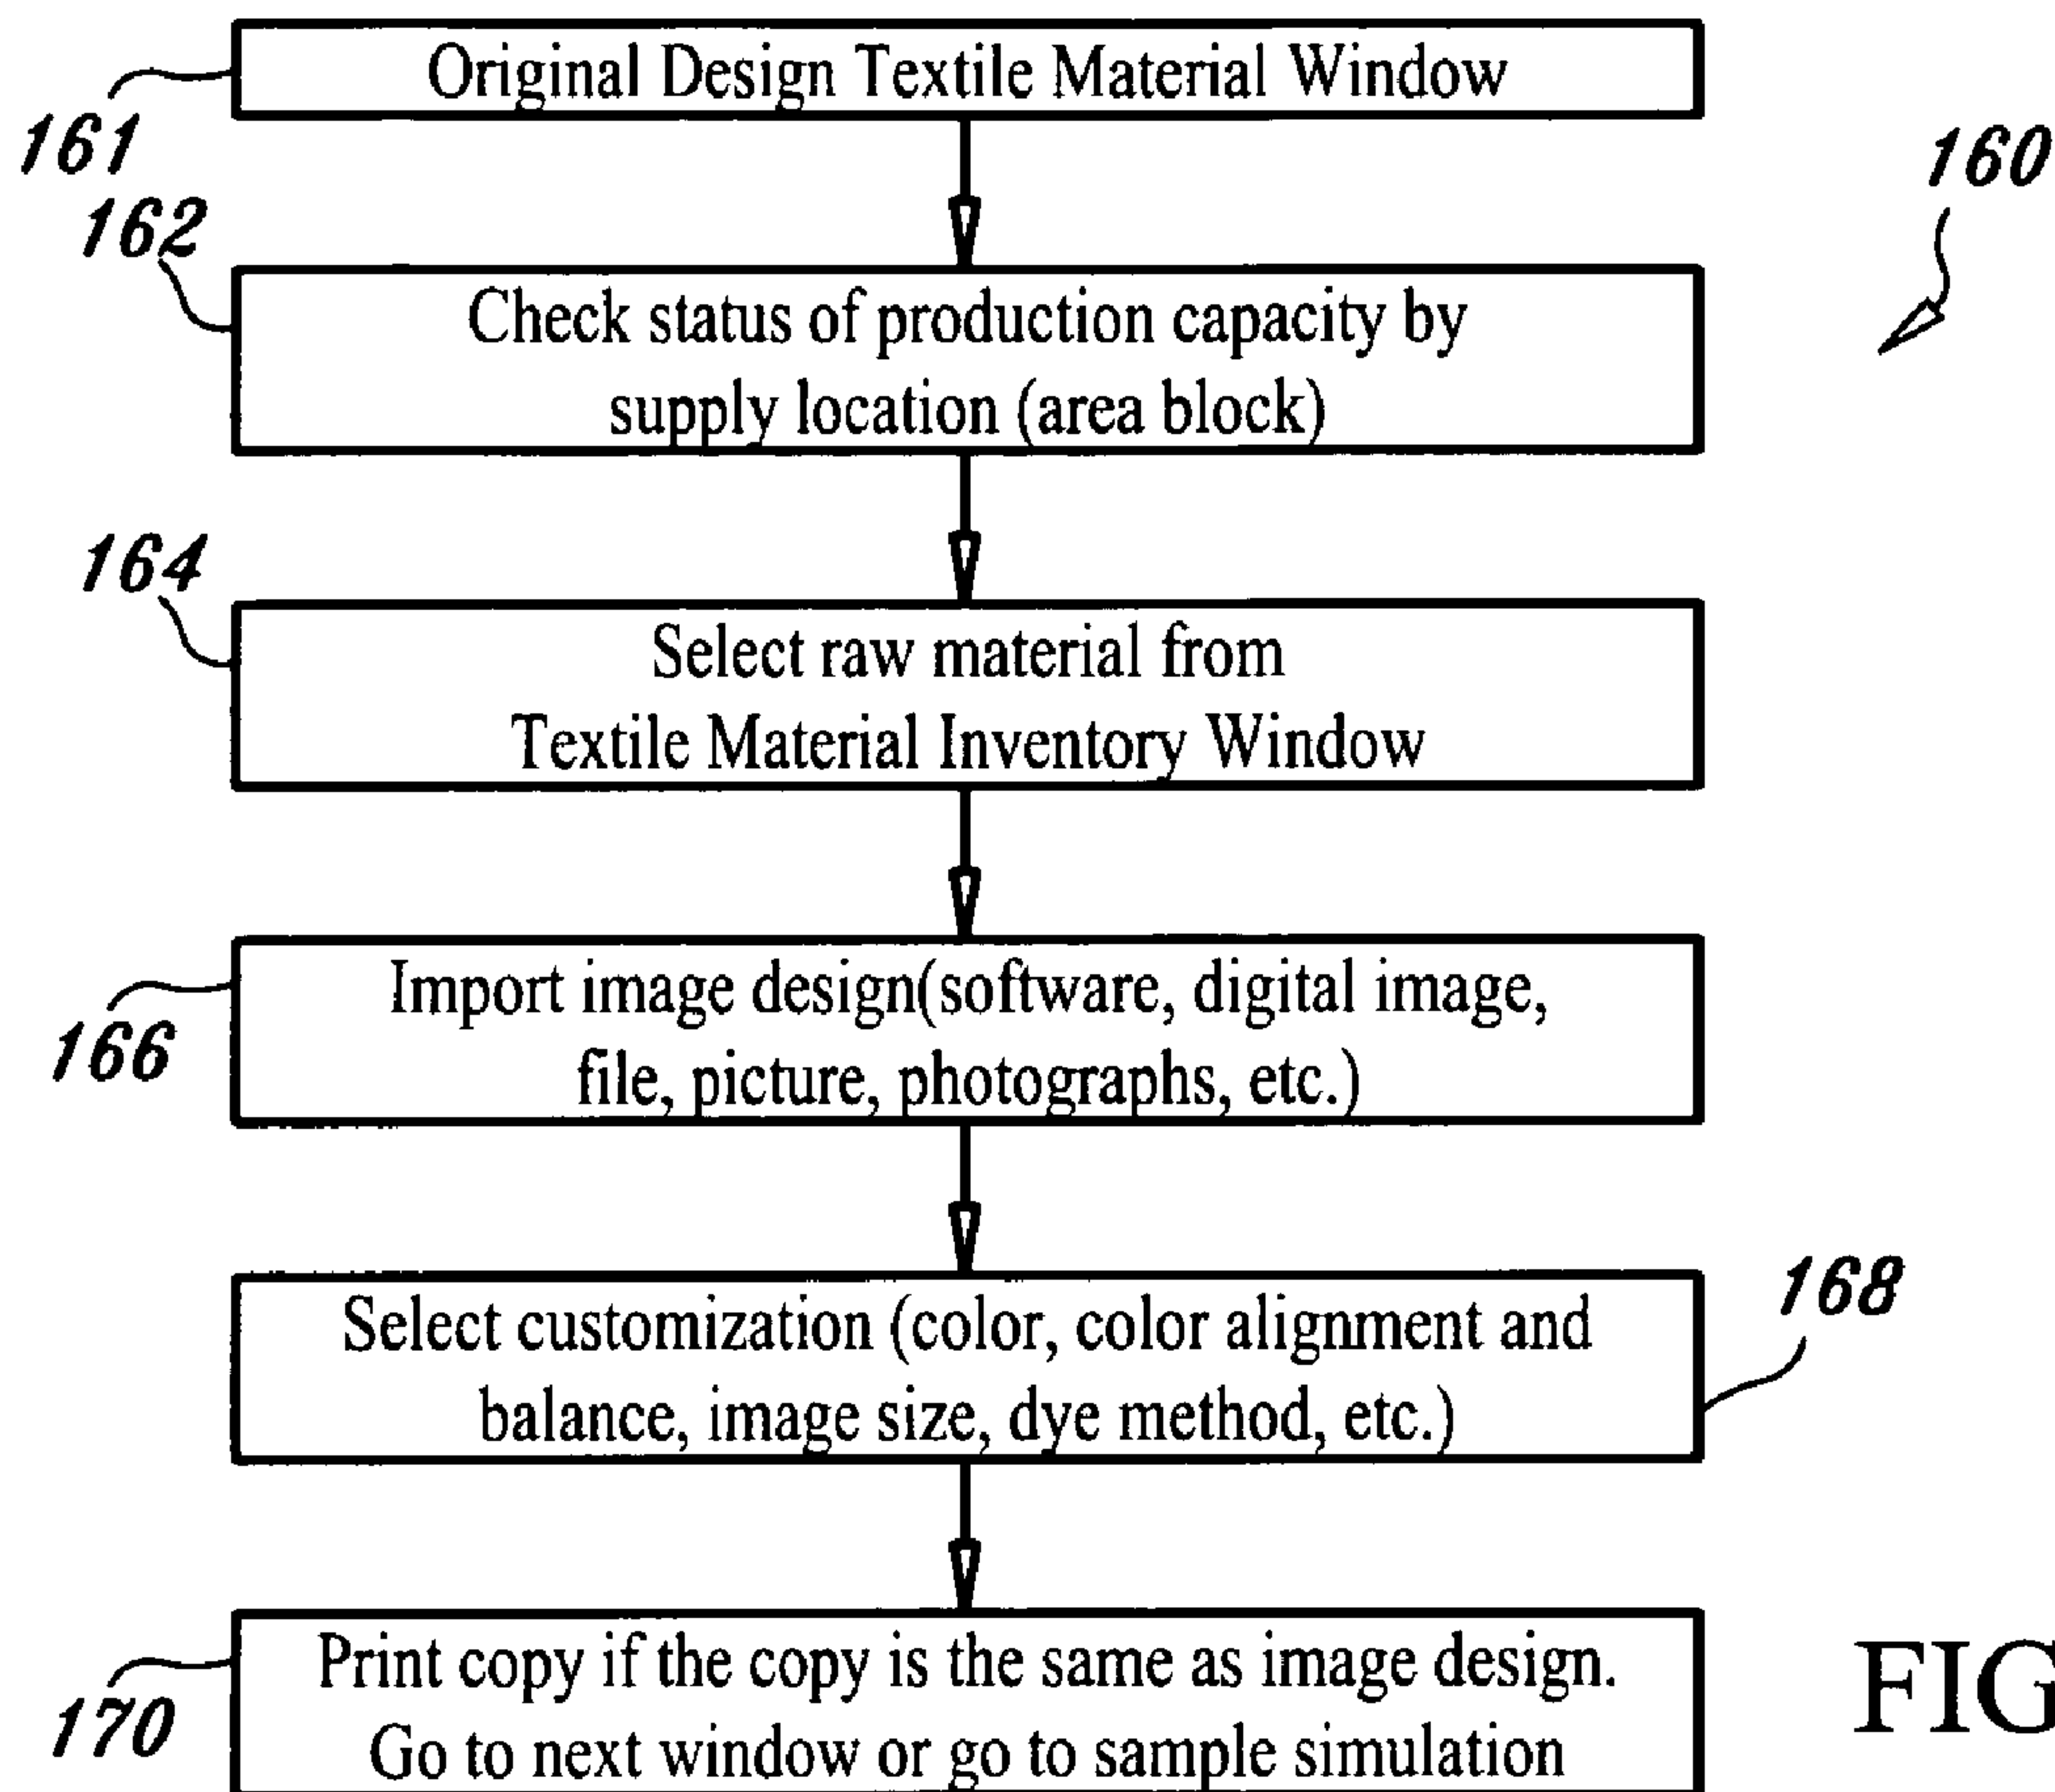 Original Design Textile Material Window
161
160
162
Check status of production capacity by
supply location (area block)
164
Select raw material from
Textile Material Inventory Window
166
Import image design(software, digital image,
file, picture, photographs, etc.)
168
Select customization (color, color alignment and
balance, image size, dye method, etc.)
170
Print copy if the copy is the same as image design.
Go to next window or go to sample simulation
FIG